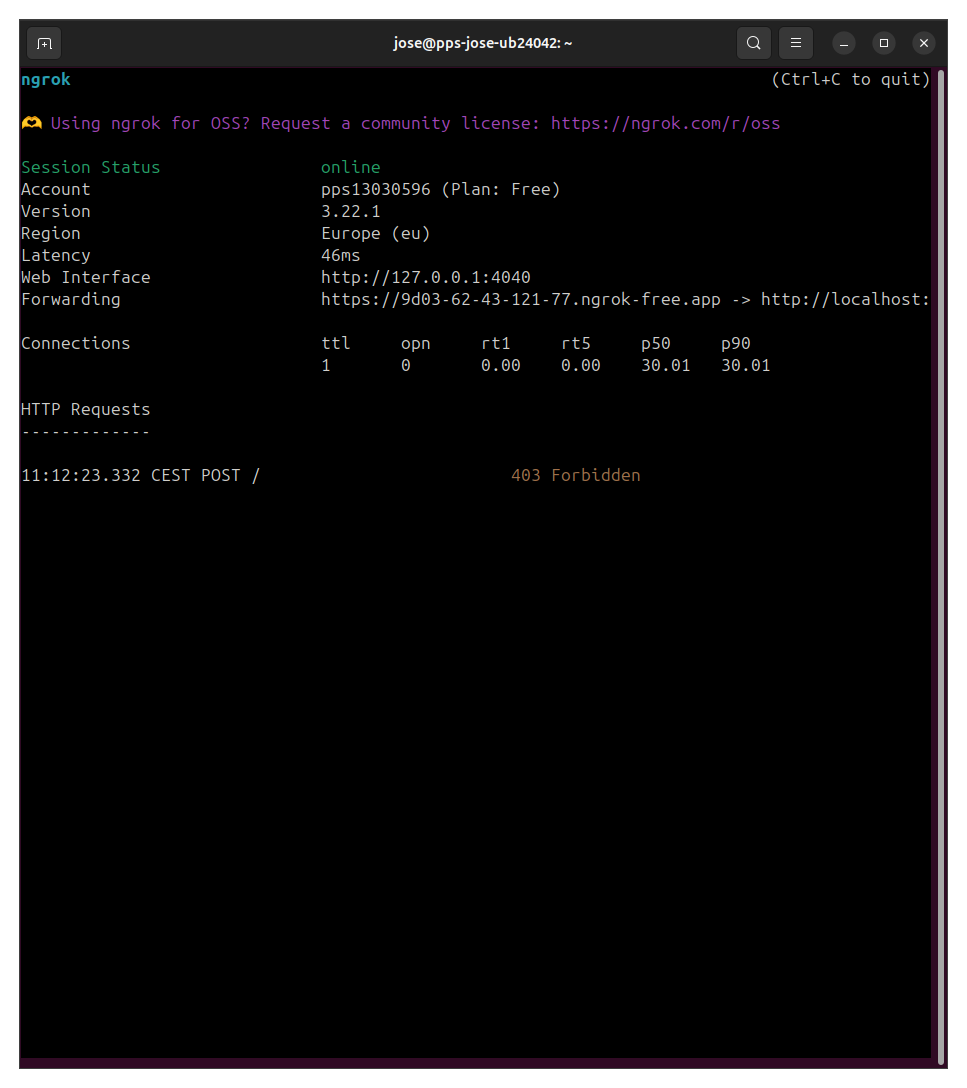 jose@pps-jose-ub24042: ~
ngrok (Ctrl+C to quit)
🫶 Using ngrok for OSS? Request a community license: https://ngrok.com/r/oss
Session Status online
Account pps13030596 (Plan: Free)
Version 3.22.1
Region Europe (eu)
Latency 46ms
Web Interface http://127.0.0.1:4040
Forwarding https://9d03-62-43-121-77.ngrok-free.app -> http://localhost:
Connections ttl opn rt1 rt5 p50 p90
1 0 0.00 0.00 30.01 30.01
HTTP Requests
-------------
11:12:23.332 CEST POST / 403 Forbidden